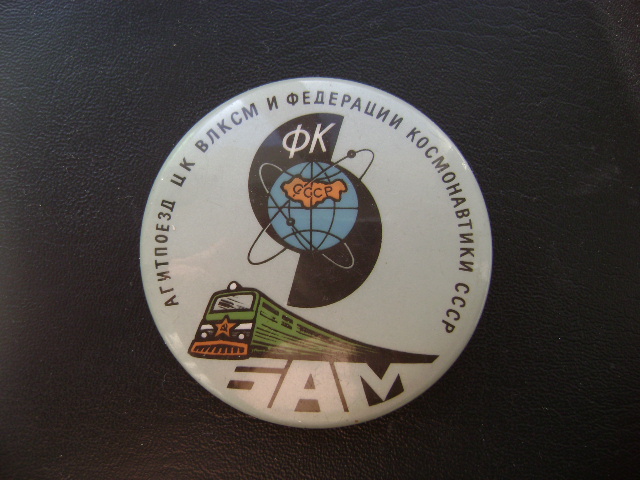 АГИТПОЕЗД ЦК ВЛКСМ И ФЕДЕРАЦИИ КОСМОНАВТИКИ СССР
ФК
СССР
БАМ